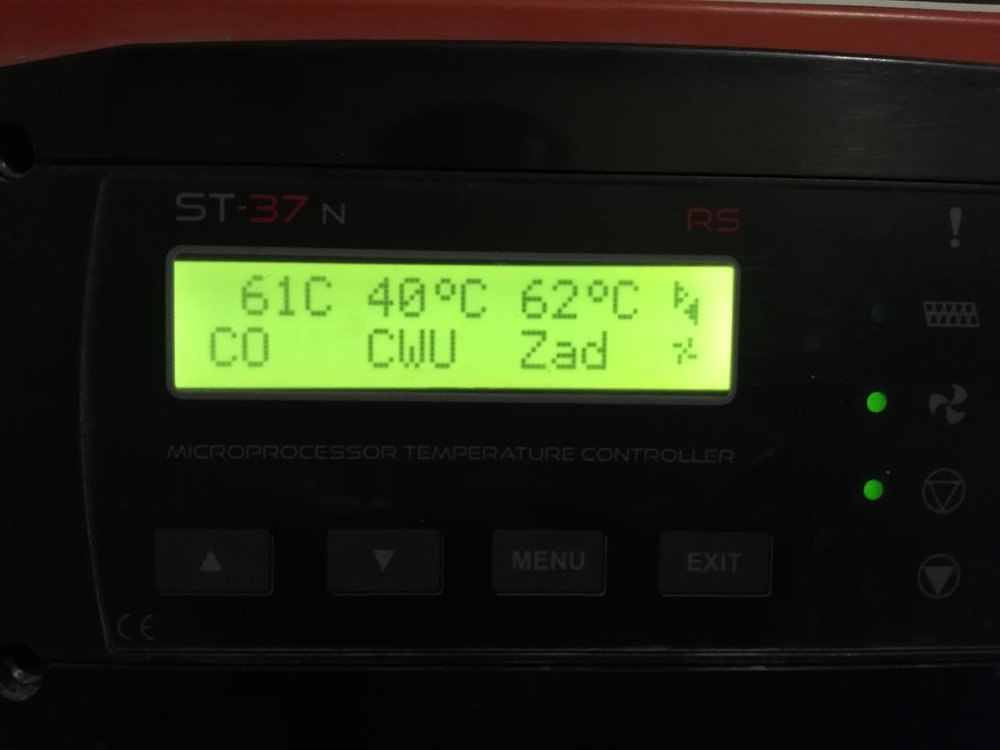 ST-37 N RS
61C 40°C 62°C
CO CWU Zad
MICROPROCESSOR TEMPERATURE CONTROLLER
MENU EXIT
CE